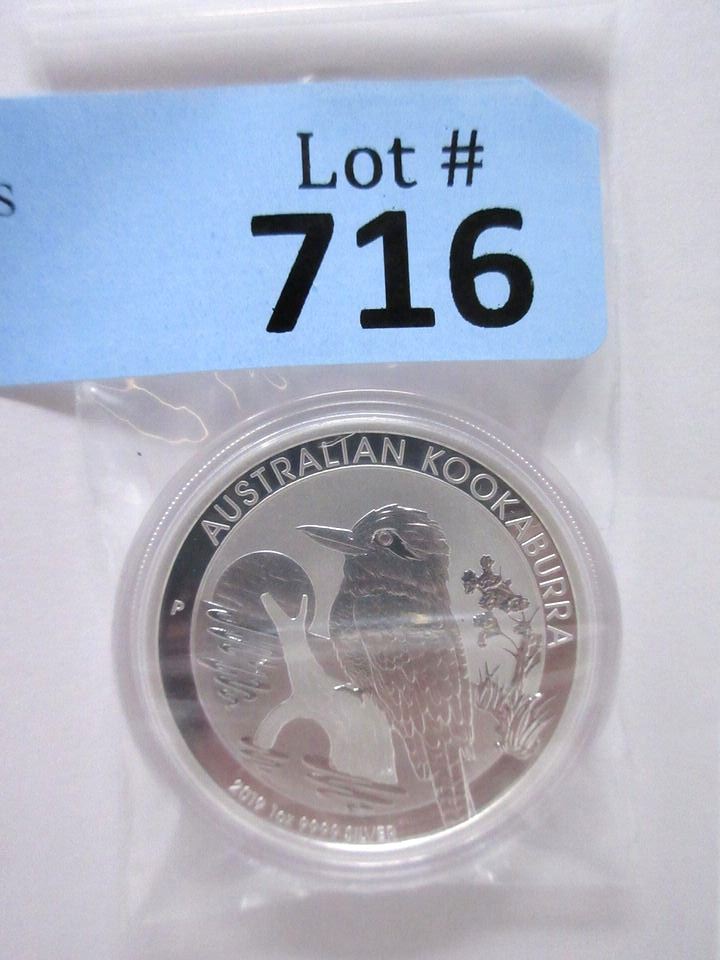 s
Lot #
716
AUSTRALIAN KOOKABURRA
P
2019 1oz 9999 SILVER